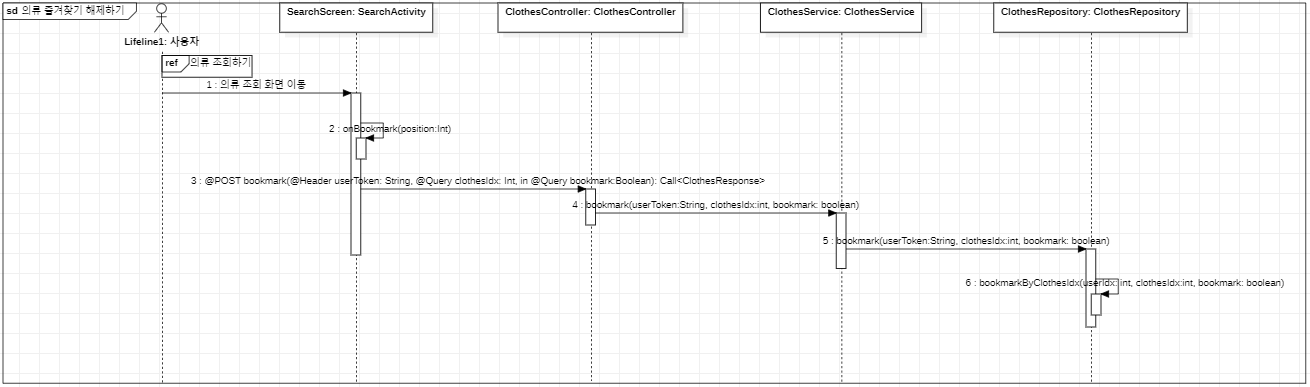 sd 의류 즐겨찾기 해제하기
SearchScreen: SearchActivity
ClothesController: ClothesController
ClothesService: ClothesService
ClothesRepository: ClothesRepository
Lifeline1: 사용자
ref 의류 조회하기
1 : 의류 조회 화면 이동
2 : onBookmark(position:Int)
3 : @POST bookmark(@Header userToken: String, @Query clothesIdx: Int, in @Query bookmark:Boolean): Call<ClothesResponse>
4 : bookmark(userToken:String, clothesIdx:int, bookmark: boolean)
5 : bookmark(userToken:String, clothesIdx:int, bookmark: boolean)
6 : bookmarkByClothesIdx(userIdx: int, clothesIdx:int, bookmark: boolean)